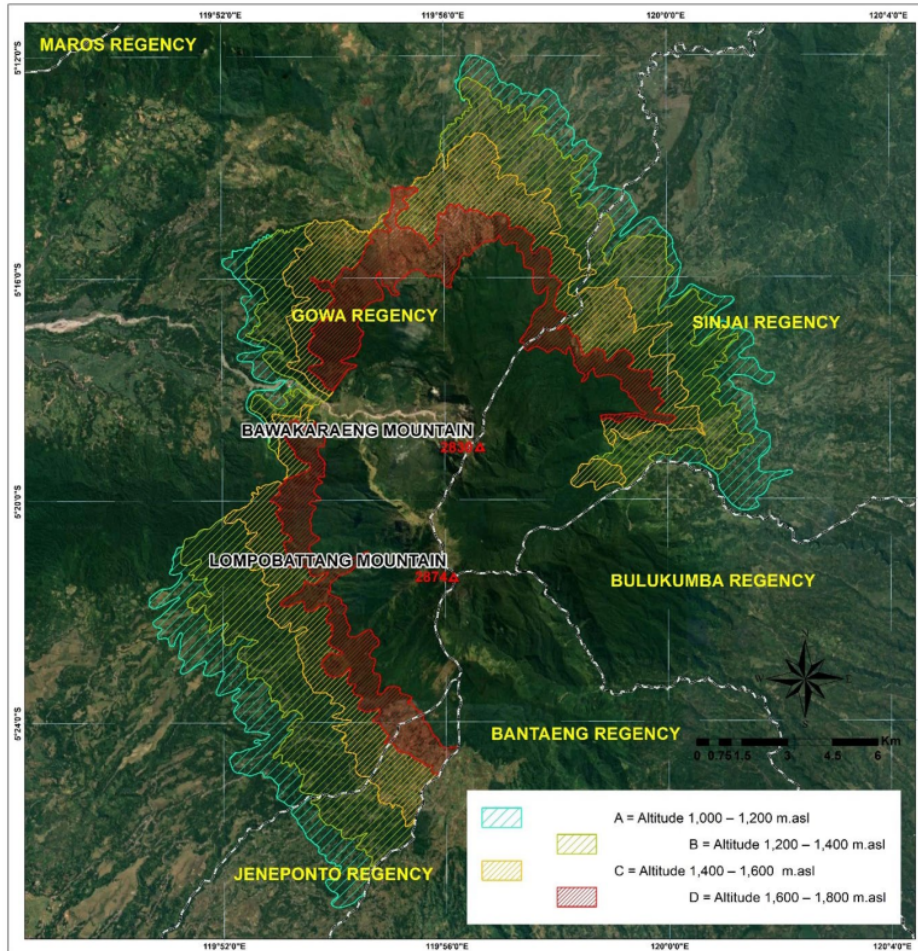 119°52'0"E 119°56'0"E 120°0'0"E 120°4'0"E
5°12'0"S
MAROS REGENCY
5°16'0"S
GOWA REGENCY
SINJAI REGENCY
BAWAKARAENG MOUNTAIN
5°20'0"S
LOMPOBATTANG MOUNTAIN
2874
BULUKUMBA REGENCY
5°24'0"S
BANTAENG REGENCY
Km
0 0.75 1.5 3 4.5 6
A = Altitude 1,000 – 1,200 m.asl
B = Altitude 1,200 – 1,400 m.asl
C = Altitude 1,400 – 1,600 m.asl
D = Altitude 1,600 – 1,800 m.asl
JENEPONTO REGENCY
119°52'0"E 119°56'0"E 120°0'0"E 120°4'0"E